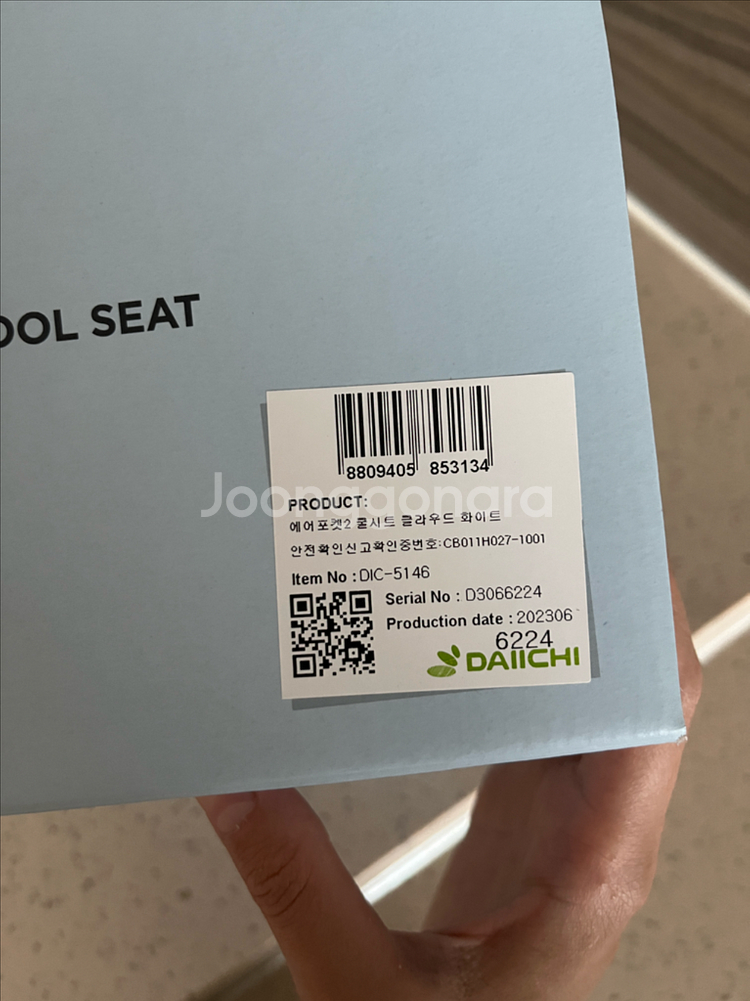 OOL SEAT
8809405 853134
Joonggonara
PRODUCT:
에어포켓2 쿨시트 클라우드 화이트
안전확인신고확인증번호:CB011H027-1001
Item No : DIC-5146
Serial No : D3066224
Production date : 202306
6224
DAIICHI